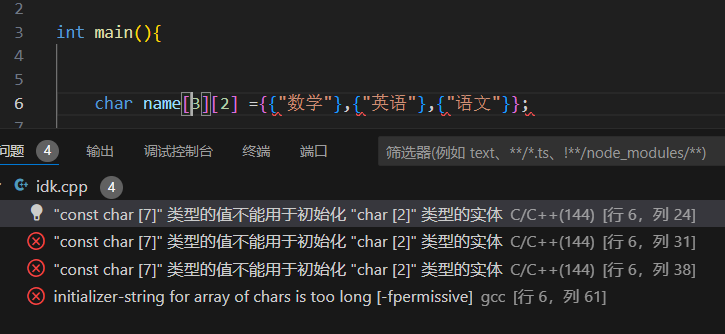 2
3 int main(){
4
5
6 char name[3][2] ={{"数学"},{"英语"},{"语文"}};
7
问题 4 输出 调试控制台 终端 端口 筛选器(例如 text、**/*.ts、!**/node_modules/**)
idk.cpp 4
"const char [7]" 类型的值不能用于初始化 "char [2]" 类型的实体 C/C++(144) [行 6，列 24]
"const char [7]" 类型的值不能用于初始化 "char [2]" 类型的实体 C/C++(144) [行 6，列 31]
"const char [7]" 类型的值不能用于初始化 "char [2]" 类型的实体 C/C++(144) [行 6，列 38]
initializer-string for array of chars is too long [-fpermissive] gcc [行 6，列 61]